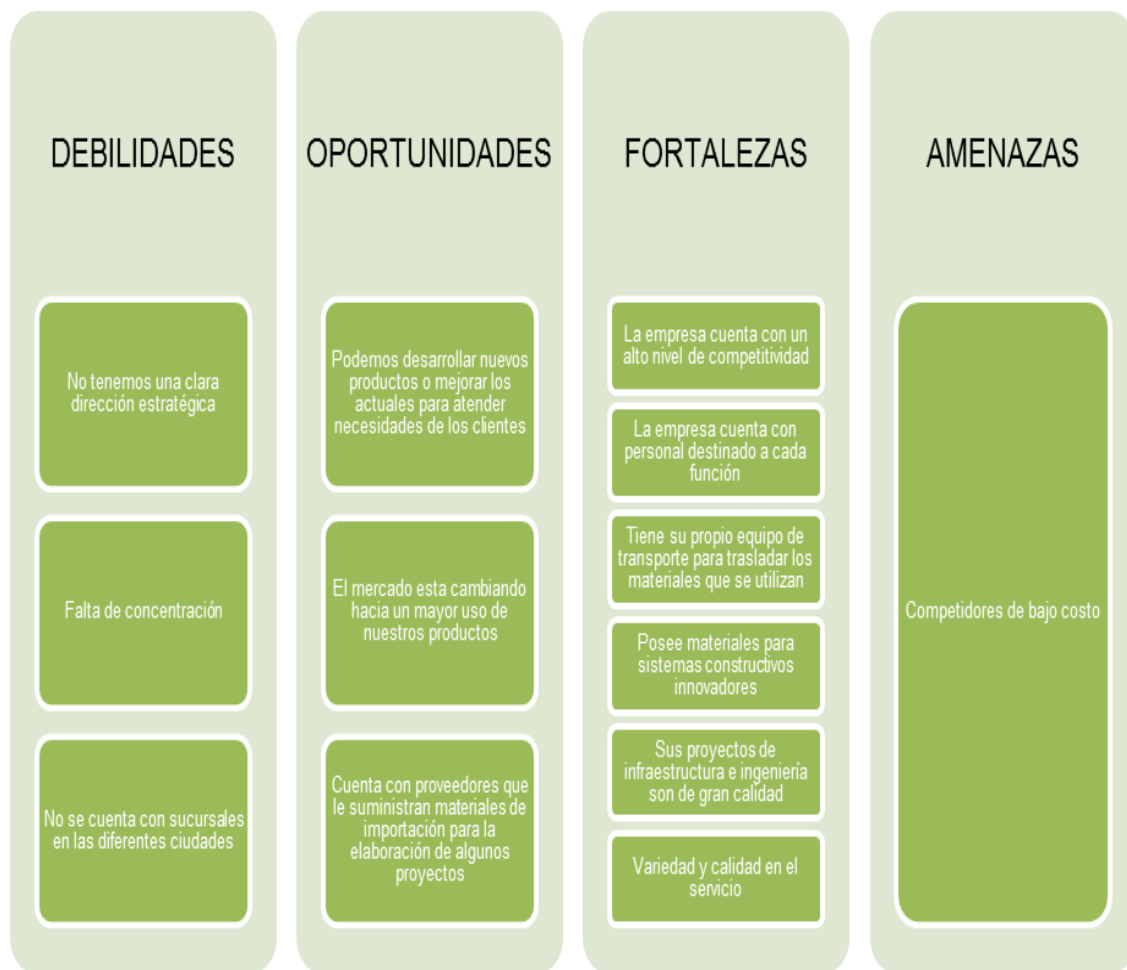 DEBILIDADES
No tenemos una clara
dirección estratégica
Falta de concentración
No se cuenta con sucursales
en las diferentes ciudades
OPORTUNIDADES
Podemos desarrollar nuevos
productos o mejorar los
actuales para atender
necesidades de los clientes
El mercado esta cambiando
hacia un mayor uso de
nuestros productos
Cuenta con proveedores que
le suministran materiales de
importación para la
elaboración de algunos
proyectos
FORTALEZAS
La empresa cuenta con un
alto nivel de competitividad
La empresa cuenta con
personal destinado a cada
función
Tiene su propio equipo de
transporte para trasladar los
materiales que se utilizan
Posee materiales para
sistemas constructivos
innovadores
Sus proyectos de
infraestructura e ingeniería
son de gran calidad
Variedad y calidad en el
servicio
AMENAZAS
Competidores de bajo costo